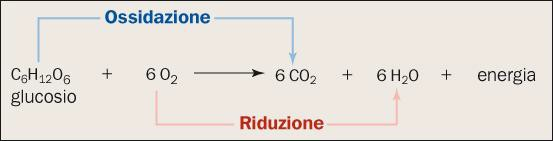 Ossidazione
C₆H₁₂O₆ + 6 O₂ → 6 CO₂ + 6 H₂O + energia
glucosio
Riduzione